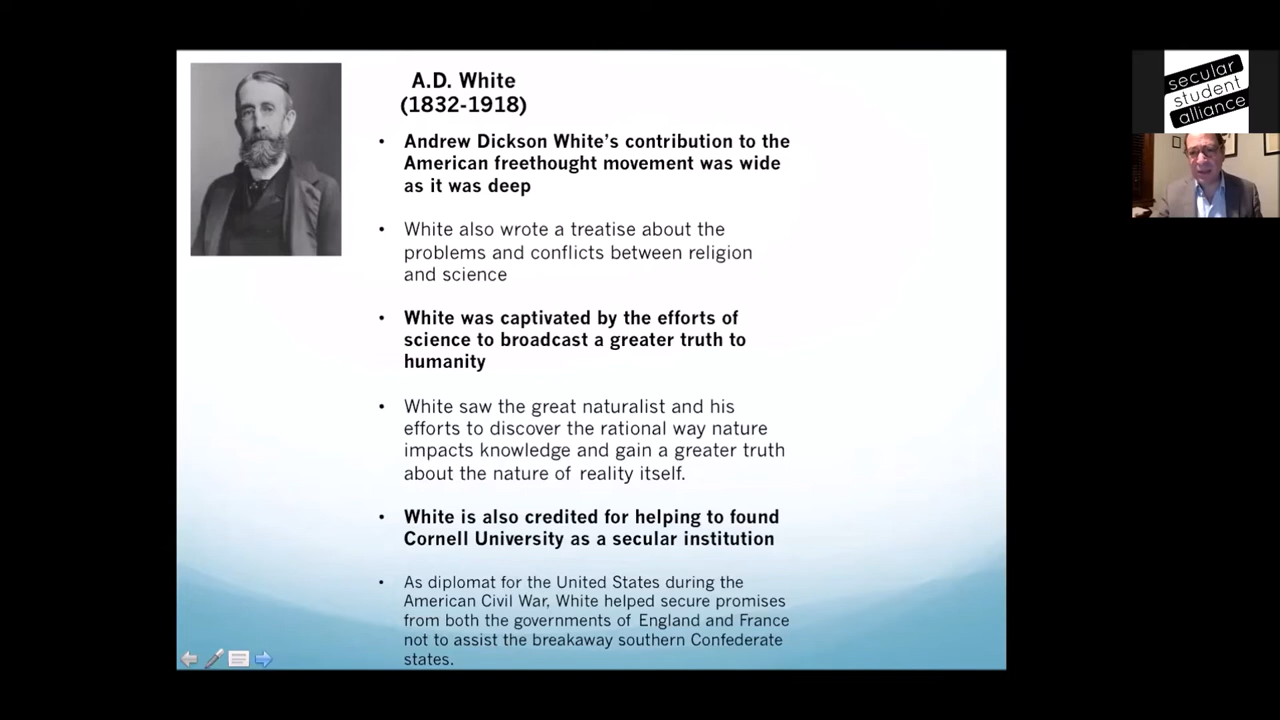 A.D. White
(1832-1918)
• Andrew Dickson White's contribution to the
American freethought movement was wide
as it was deep
• White also wrote a treatise about the
problems and conflicts between religion
and science
• White was captivated by the efforts of
science to broadcast a greater truth to
humanity
• White saw the great naturalist and his
efforts to discover the rational way nature
impacts knowledge and gain a greater truth
about the nature of reality itself.
• White is also credited for helping to found
Cornell University as a secular institution
• As diplomat for the United States during the
American Civil War, White helped secure promises
from both the governments of England and France
not to assist the breakaway southern Confederate
states.
secular
student
alliance